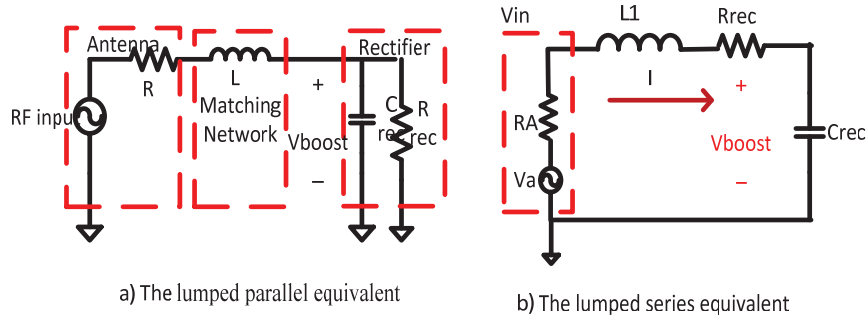 Antenna
Rectifier
RF input
R
L
Matching
Network
+
Vboost
–
C
rec
R
rec
a) The lumped parallel equivalent
Vin
L1
Rrec
I
+
RA
Vboost
Crec
Va
–
b) The lumped series equivalent